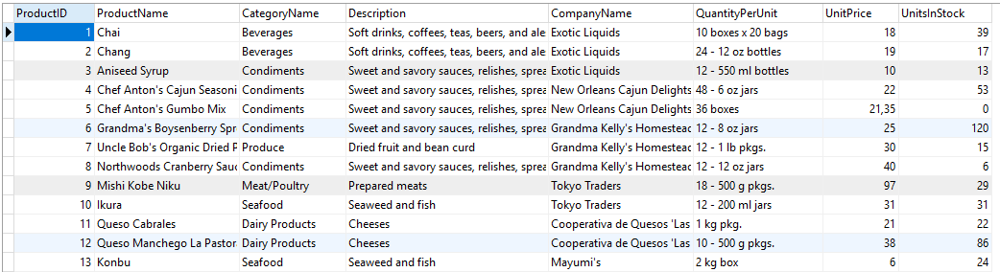 ProductID ProductName CategoryName Description CompanyName QuantityPerUnit UnitPrice UnitsInStock
1 Chai Beverages Soft drinks, coffees, teas, beers, and ale Exotic Liquids 10 boxes x 20 bags 18 39
2 Chang Beverages Soft drinks, coffees, teas, beers, and ale Exotic Liquids 24 - 12 oz bottles 19 17
3 Aniseed Syrup Condiments Sweet and savory sauces, relishes, sprea Exotic Liquids 12 - 550 ml bottles 10 13
4 Chef Anton's Cajun Seasoni Condiments Sweet and savory sauces, relishes, sprea New Orleans Cajun Delights 48 - 6 oz jars 22 53
5 Chef Anton's Gumbo Mix Condiments Sweet and savory sauces, relishes, sprea New Orleans Cajun Delights 36 boxes 21,35 0
6 Grandma's Boysenberry Spr Condiments Sweet and savory sauces, relishes, sprea Grandma Kelly's Homestead 12 - 8 oz jars 25 120
7 Uncle Bob's Organic Dried P Produce Dried fruit and bean curd Grandma Kelly's Homestead 12 - 1 lb pkgs. 30 15
8 Northwoods Cranberry Sauc Condiments Sweet and savory sauces, relishes, sprea Grandma Kelly's Homestead 12 - 12 oz jars 40 6
9 Mishi Kobe Niku Meat/Poultry Prepared meats Tokyo Traders 18 - 500 g pkgs. 97 29
10 Ikura Seafood Seaweed and fish Tokyo Traders 12 - 200 ml jars 31 31
11 Queso Cabrales Dairy Products Cheeses Cooperativa de Quesos 'Las 1 kg pkg. 21 22
12 Queso Manchego La Pastora Dairy Products Cheeses Cooperativa de Quesos 'Las 10 - 500 g pkgs. 38 86
13 Konbu Seafood Seaweed and fish Mayumi's 2 kg box 6 24